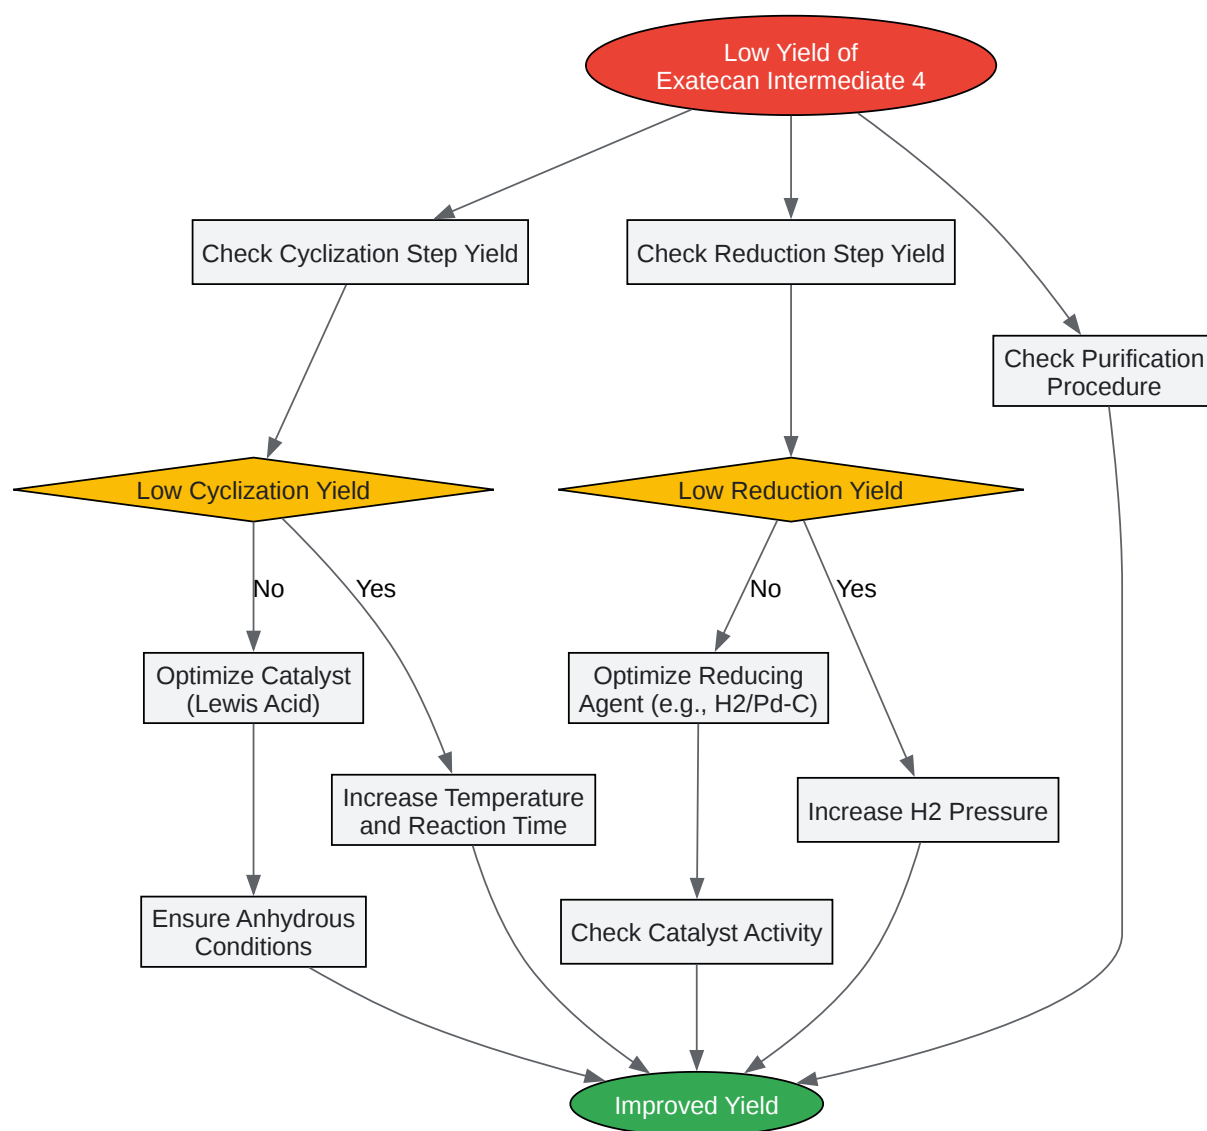 Low Yield of
Exatecan Intermediate 4
Check Cyclization Step Yield
Check Reduction Step Yield
Check Purification
Procedure
Low Cyclization Yield
Low Reduction Yield
No
Yes
No
Yes
Optimize Catalyst
(Lewis Acid)
Optimize Reducing
Agent (e.g., H2/Pd-C)
Increase Temperature
and Reaction Time
Increase H2 Pressure
Ensure Anhydrous
Conditions
Check Catalyst Activity
Improved Yield